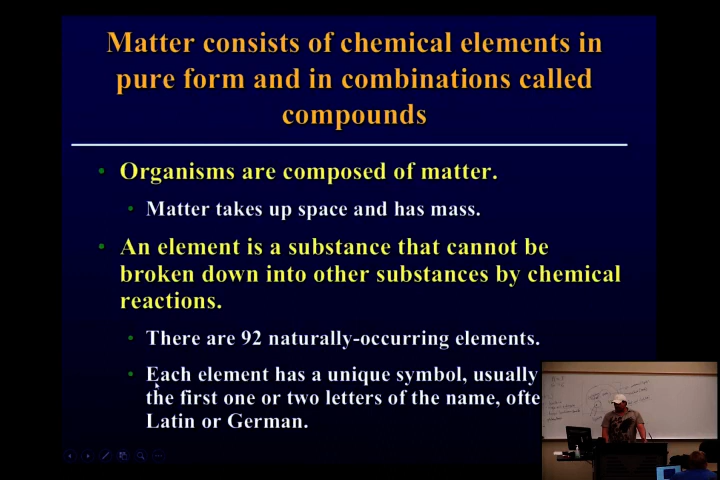 Matter consists of chemical elements in
pure form and in combinations called
compounds
Organisms are composed of matter.
Matter takes up space and has mass.
An element is a substance that cannot be
broken down into other substances by chemical
reactions.
There are 92 naturally-occurring elements.
Each element has a unique symbol, usually
the first one or two letters of the name, ofte
Latin or German.